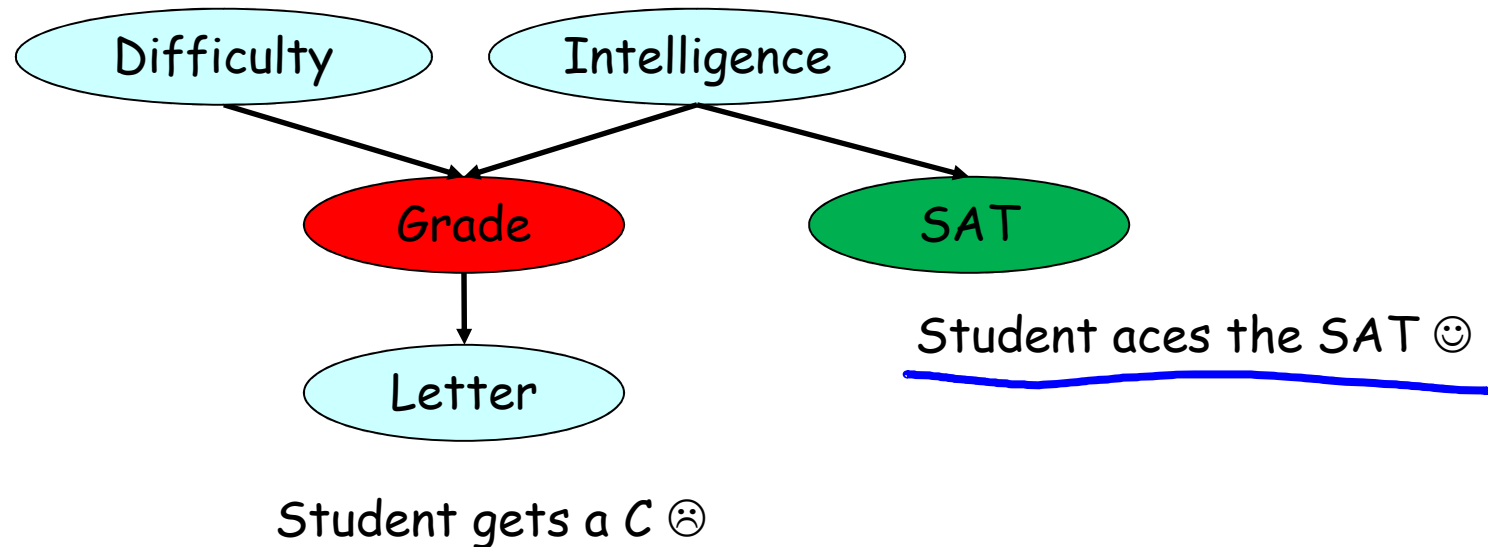 Difficulty
Intelligence
Grade
SAT
Student aces the SAT ☺
Letter
Student gets a C ☹